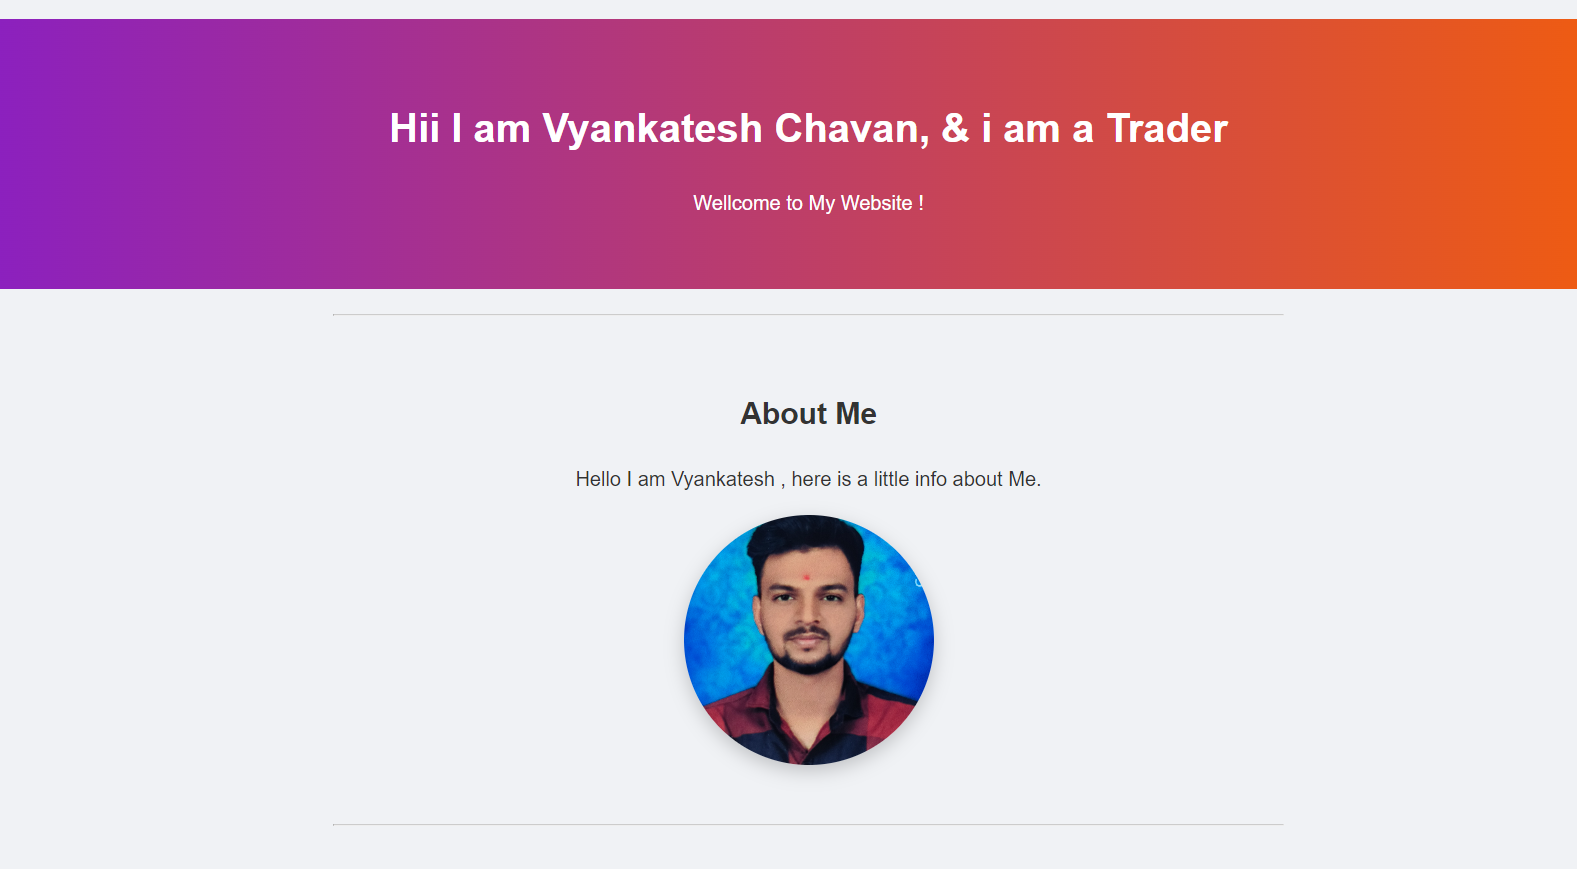 Hii I am Vyankatesh Chavan, & i am a Trader
Wellcome to My Website !
About Me
Hello I am Vyankatesh , here is a little info about Me.